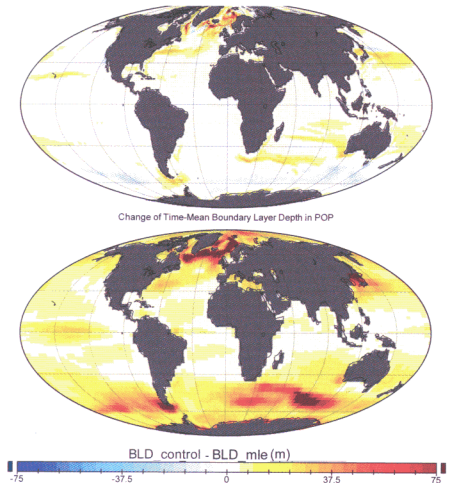 Change of Time-Mean Boundary Layer Depth in POP
BLD_control - BLD_mle (m)
-75 -37.5 0 37.5 75